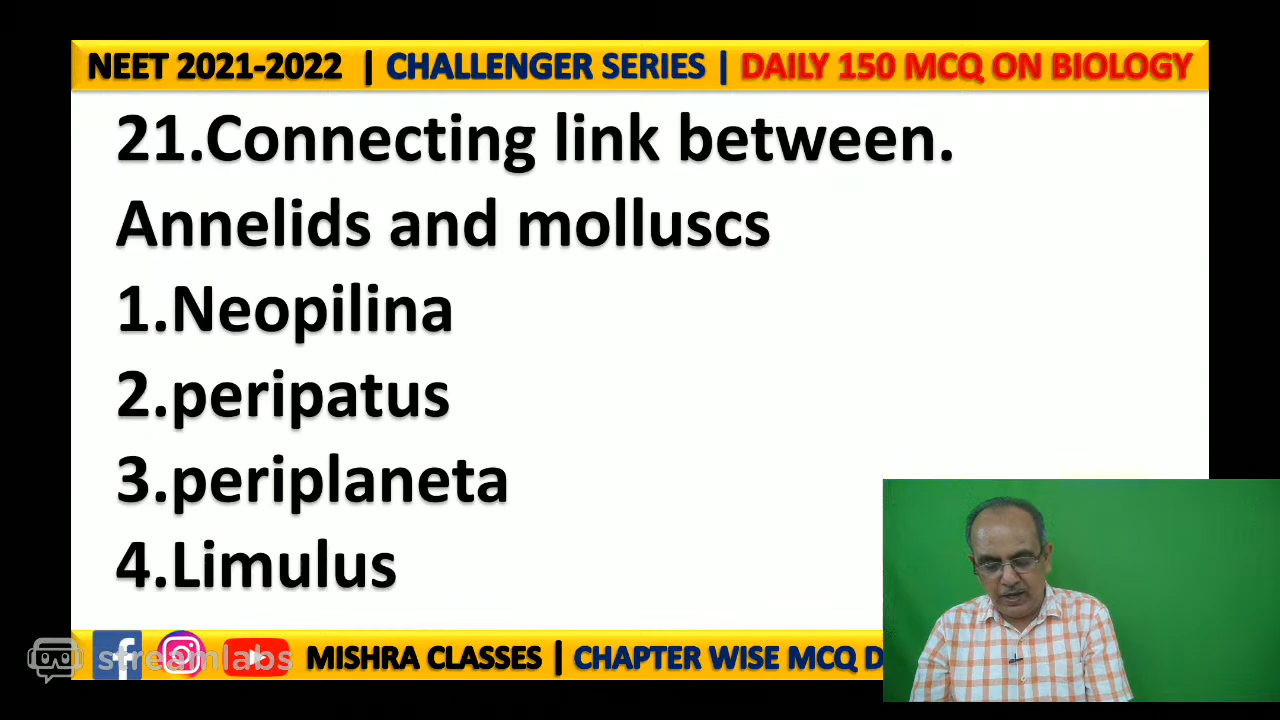 NEET 2021-2022 | CHALLENGER SERIES | DAILY 150 MCQ ON BIOLOGY
21.Connecting link between.
Annelids and molluscs
1.Neopilina
2.peripatus
3.periplaneta
4.Limulus
streamlabs MISHRA CLASSES | CHAPTER WISE MCQ D